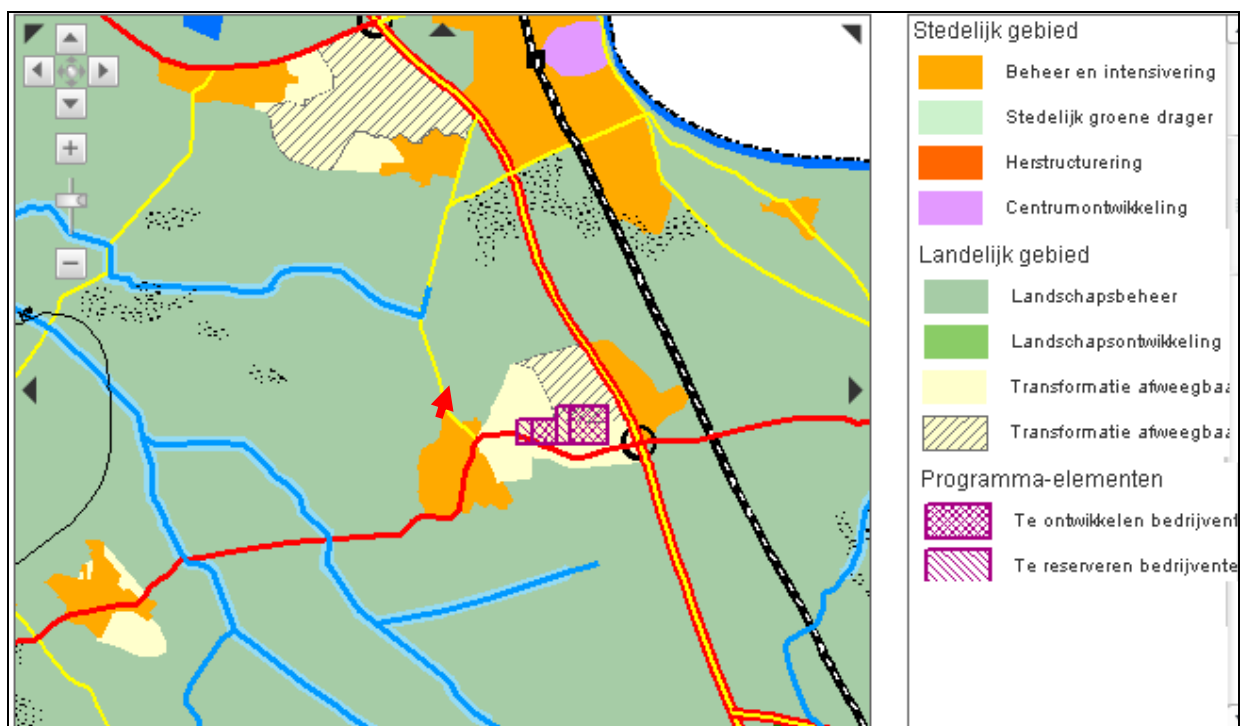 Stedelijk gebied
Beheer en intensivering
Stedelijk groene drager
Herstructurering
Centrumontwikkeling
Landelijk gebied
Landschapsbeheer
Landschapsontwikkeling
Transformatie afweegbaa
Transformatie afweegbaa
Programma-elementen
Te ontwikkelen bedrijvent
Te reserveren bedrijvente